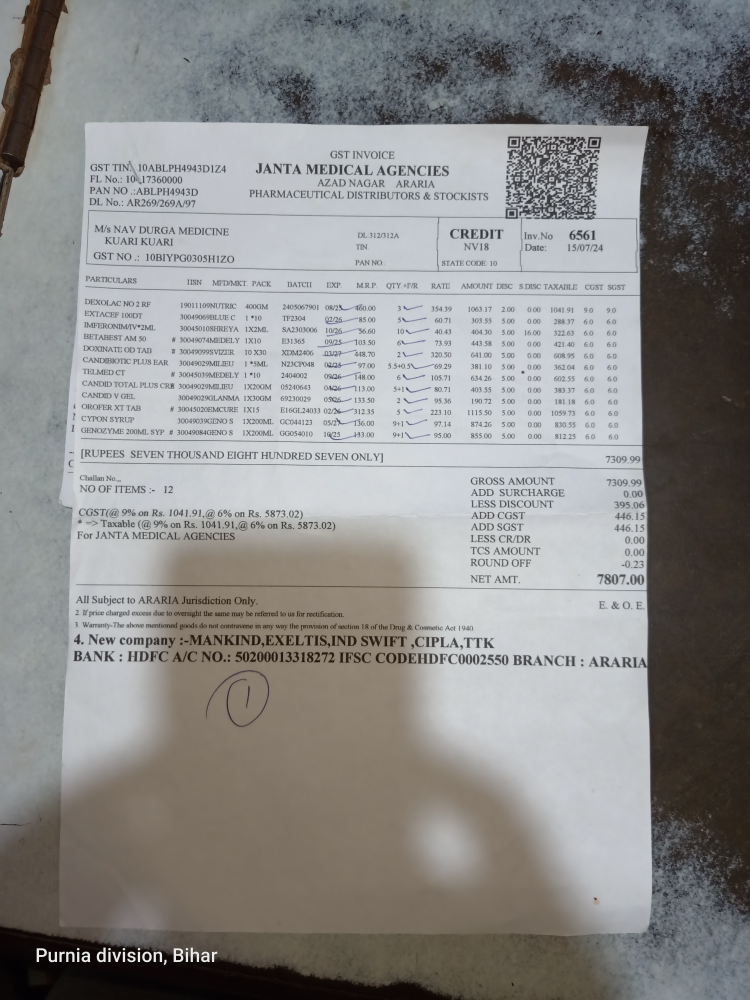 GST INVOICE
JANTA MEDICAL AGENCIES
AZAD NAGAR ARARIA
PHARMACEUTICAL DISTRIBUTORS & STOCKISTS
GST TIN: 10ABLPH4943D1Z4
FL No.: 10-17360000
PAN NO .:ABLPH4943D
DL No.: AR269/269A/97
M/s NAV DURGA MEDICINE
KUARI KUARI
GST NO .: 10BIYPG0305H1ZO
DL 312/312A
TIN
PAN NO:
CREDIT
NV18
STATE CODE 10
Inv.No 6561
Date: 15/07/24
PARTICULARS HSN MFD/MKT. PACK BATCH EXP. M.R.P. QTY +F/R RATE AMOUNT DISC S.DISC TAXABLE CGST SGST
DEXOLAC NO 2 RF 19011109NUTRIC 400GM 2405067901 08/25 460.00 3 354.39 1063.17 2.00 0.00 1041.91 9.0 9.0
EXTACEF 100DT 30049069BLUE C 1 *10 TF2304 02/26 85.00 5 60.71 303.55 5.00 0.00 288.37 6.0 6.0
IMFERONIM/IV*2ML 30045010SHREYA 1X2ML SA2303006 10/26 56.60 10 40.43 404.30 5.00 16.00 322.63 6.0 6.0
BETABEST AM 50 # 30049074MEDELY 1X10 E31365 09/25 103.50 6 73.93 443.58 5.00 0.00 421.40 6.0 6.0
DOXINATE OD TAB # 30049099SVIZER 10 X30 XDM2406 03/27 448.70 2 320.50 641.00 5.00 0.00 608.95 6.0 6.0
CANDIBIOTIC PLUS EAR # 30049029MILIEU 1 *5ML N23CP048 02/25 97.00 5.5+0.5 69.29 381.10 5.00 0.00 362.04 6.0 6.0
TELMED CT # 30045039MEDELY 1 *10 2404002 09/26 148.00 6 105.71 634.26 5.00 0.00 602.55 6.0 6.0
CANDID TOTAL PLUS CRE # 30049029MILIEU 1X20GM 05240643 04/26 113.00 5+1 80.71 403.55 5.00 0.00 383.37 6.0 6.0
CANDID V GEL 30049029GLANMA 1X30GM 69230029 133.50 2 95.36 190.72 5.00 0.00 181.18 6.0 6.0
OROFER XT TAB # 30045020EMCURE 1X15 E16GL24033 02/26 312.35 5 223.10 1115.50 5.00 0.00 1059.73 6.0 6.0
CYPON SYRUP 30049039GENO S 1X200ML GC044123 05/27 136.00 9+1 97.14 874.26 5.00 0.00 830.55 6.0 6.0
GENOZYME 200ML SYP # 30049084GENO S 1X200ML GG054010 10/25 133.00 9+1 95.00 855.00 5.00 0.00 812.25 6.0 6.0
[RUPEES SEVEN THOUSAND EIGHT HUNDRED SEVEN ONLY] 7309.99
Challan No.,,
NO OF ITEMS :- 12
CGST(@ 9% on Rs. 1041.91,@ 6% on Rs. 5873.02)
* => Taxable (@ 9% on Rs. 1041.91,@ 6% on Rs. 5873.02)
For JANTA MEDICAL AGENCIES
GROSS AMOUNT 7309.99
ADD SURCHARGE 0.00
LESS DISCOUNT 395.06
ADD CGST 446.15
ADD SGST 446.15
LESS CR/DR 0.00
TCS AMOUNT 0.00
ROUND OFF -0.23
NET AMT. 7807.00
All Subject to ARARIA Jurisdiction Only.
E. & O. E.
2. If price charged excess due to oversight the same may be referred to us for rectification.
3. Warranty-The above mentioned goods do not contravene in any way the provision of section 18 of the Drug & Cosmetic Act 1940
4. New company :-MANKIND,EXELTIS,IND SWIFT ,CIPLA,TTK
BANK : HDFC A/C NO.: 50200013318272 IFSC CODEHDFC0002550 BRANCH : ARARIA
1
Purnia division, Bihar